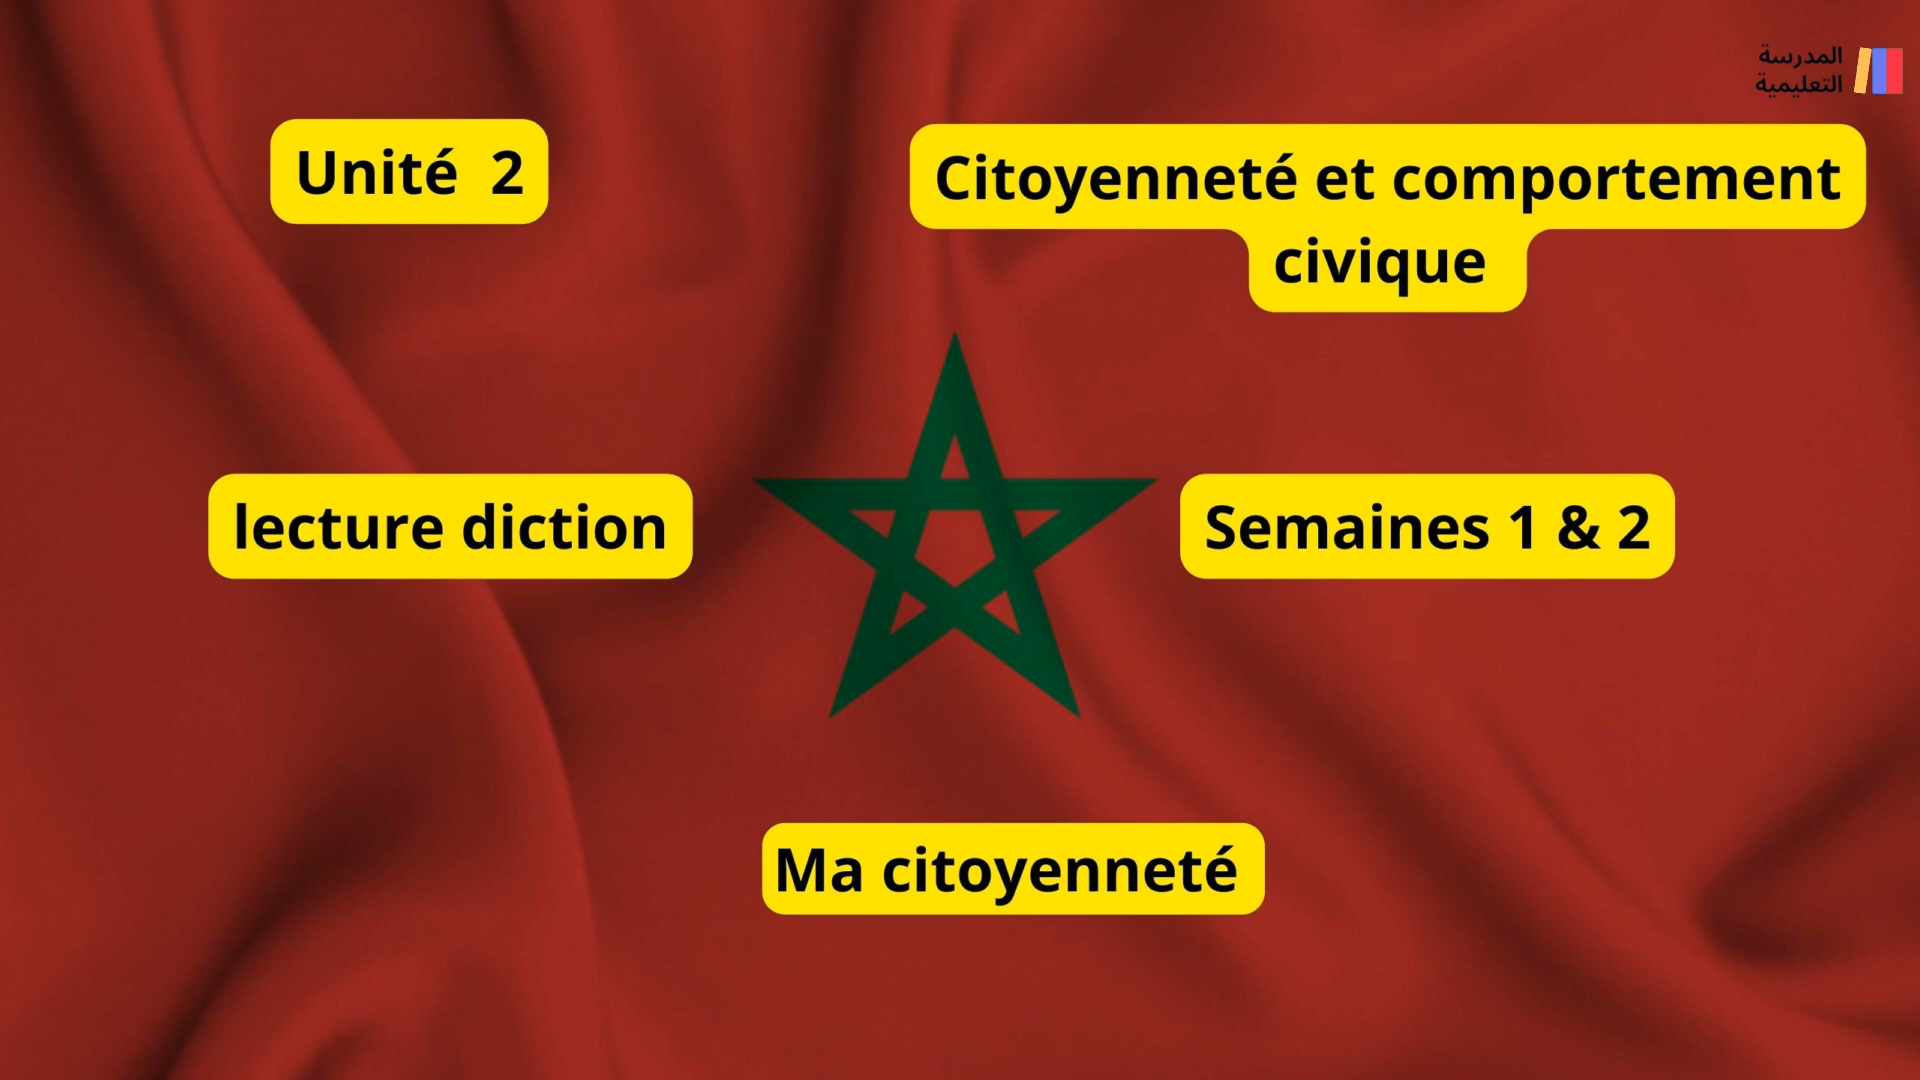 المدرسة
التعليمية
Unité 2
Citoyenneté et comportement
civique
lecture diction
Semaines 1 & 2
Ma citoyenneté